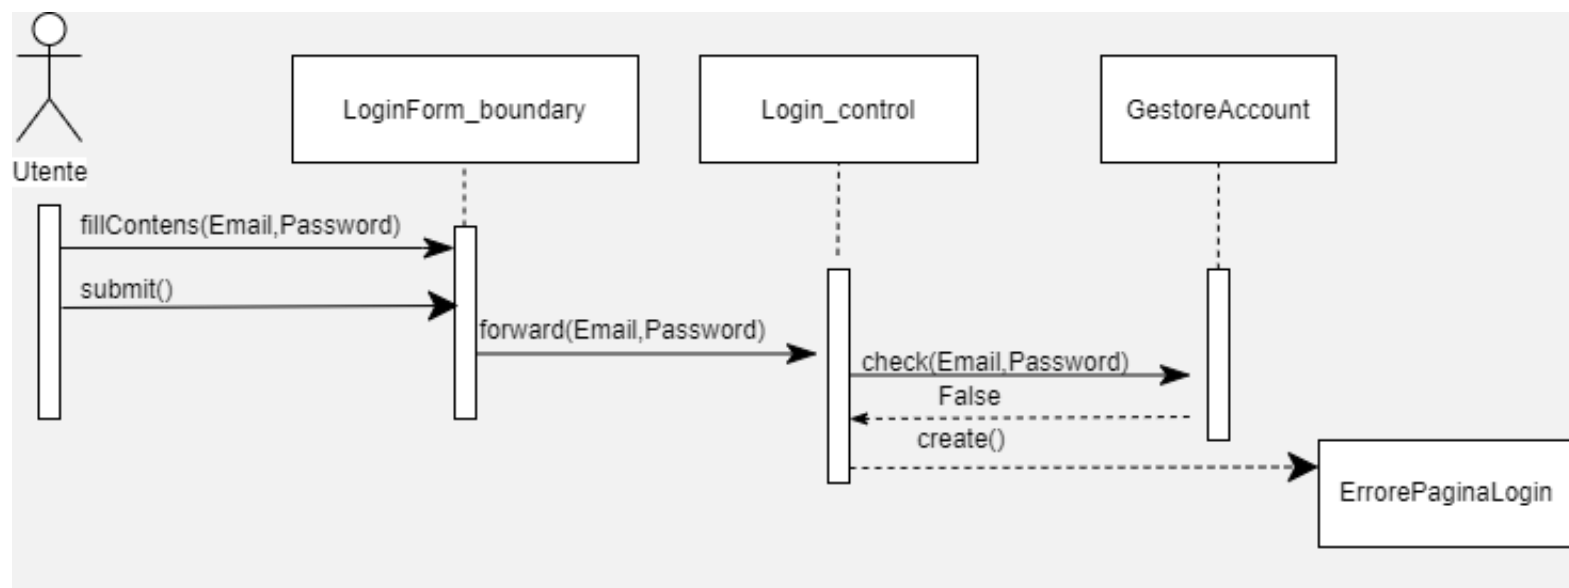 LoginForm_boundary
Login_control
GestoreAccount
Utente
fillContens(Email,Password)
submit()
forward(Email,Password)
check(Email,Password)
False
create()
ErrorePaginaLogin